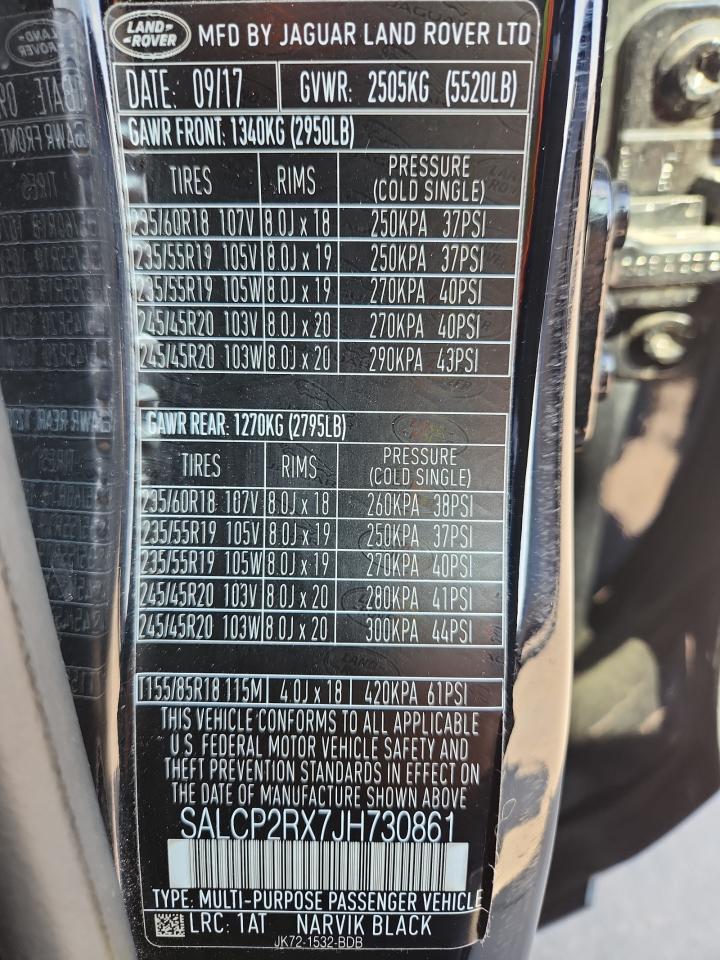 LAND ROVER MFD BY JAGUAR LAND ROVER LTD
DATE: 09/17 GVWR: 2505KG (5520LB)
GAWR FRONT: 1340KG (2950LB)
TIRES RIMS PRESSURE (COLD SINGLE)
235/60R18 107V 8.0J x 18 250KPA 37PSI
235/55R19 105V 8.0J x 19 250KPA 37PSI
235/55R19 105W 8.0J x 19 270KPA 40PSI
245/45R20 103V 8.0J x 20 270KPA 40PSI
245/45R20 103W 8.0J x 20 290KPA 43PSI
GAWR REAR: 1270KG (2795LB)
TIRES RIMS PRESSURE (COLD SINGLE)
235/60R18 107V 8.0J x 18 260KPA 38PSI
235/55R19 105V 8.0J x 19 250KPA 37PSI
235/55R19 105W 8.0J x 19 270KPA 40PSI
245/45R20 103V 8.0J x 20 280KPA 41PSI
245/45R20 103W 8.0J x 20 300KPA 44PSI
T155/85R18 115M 4.0J x 18 420KPA 61PSI
THIS VEHICLE CONFORMS TO ALL APPLICABLE
U.S. FEDERAL MOTOR VEHICLE SAFETY AND
THEFT PREVENTION STANDARDS IN EFFECT ON
THE DATE OF MANUFACTURE SHOWN ABOVE
SALCP2RX7JH730861
TYPE: MULTI-PURPOSE PASSENGER VEHICLE
LRC: 1AT NARVIK BLACK
JK72-1532-BDB